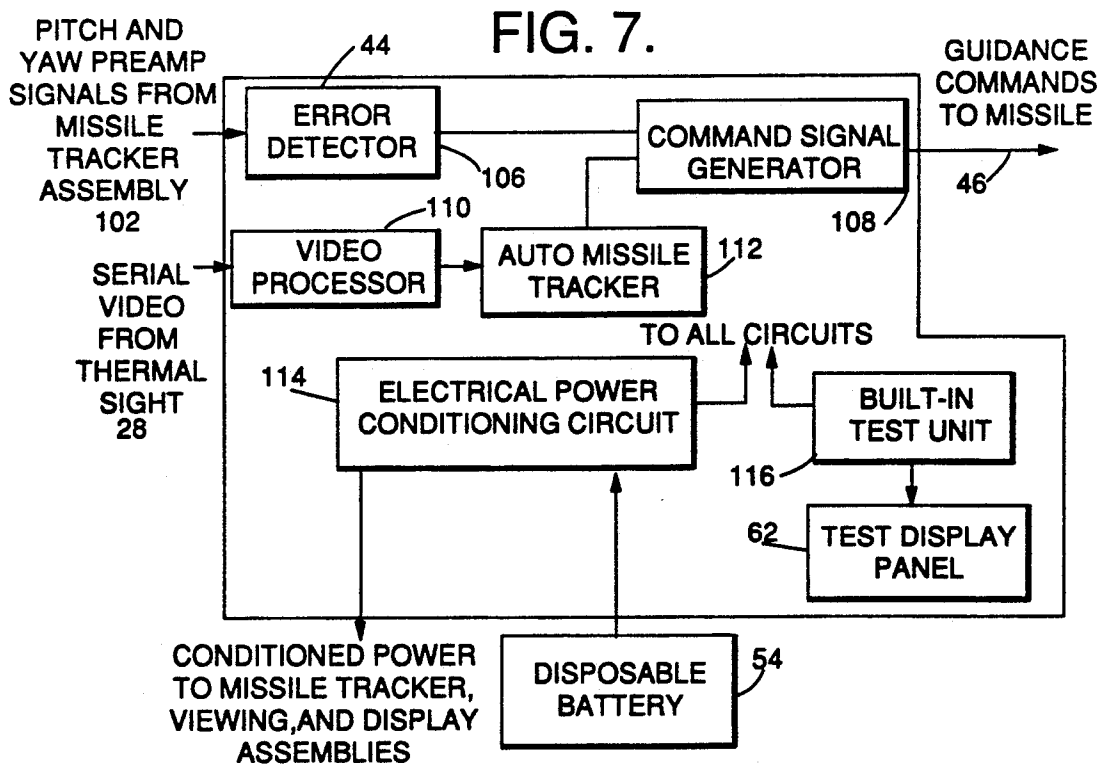 FIG. 7.
PITCH AND
YAW PREAMP
SIGNALS FROM
MISSILE
TRACKER
ASSEMBLY
102
44
ERROR
DETECTOR
106
COMMAND SIGNAL
GENERATOR
108
GUIDANCE
COMMANDS
TO MISSILE
46
110
VIDEO
PROCESSOR
AUTO MISSILE
TRACKER
112
SERIAL
VIDEO
FROM
THERMAL
SIGHT
28
TO ALL CIRCUITS
114
ELECTRICAL POWER
CONDITIONING CIRCUIT
BUILT-IN
TEST UNIT
116
62
TEST DISPLAY
PANEL
CONDITIONED POWER
TO MISSILE TRACKER,
VIEWING,AND DISPLAY
ASSEMBLIES
DISPOSABLE
BATTERY
54